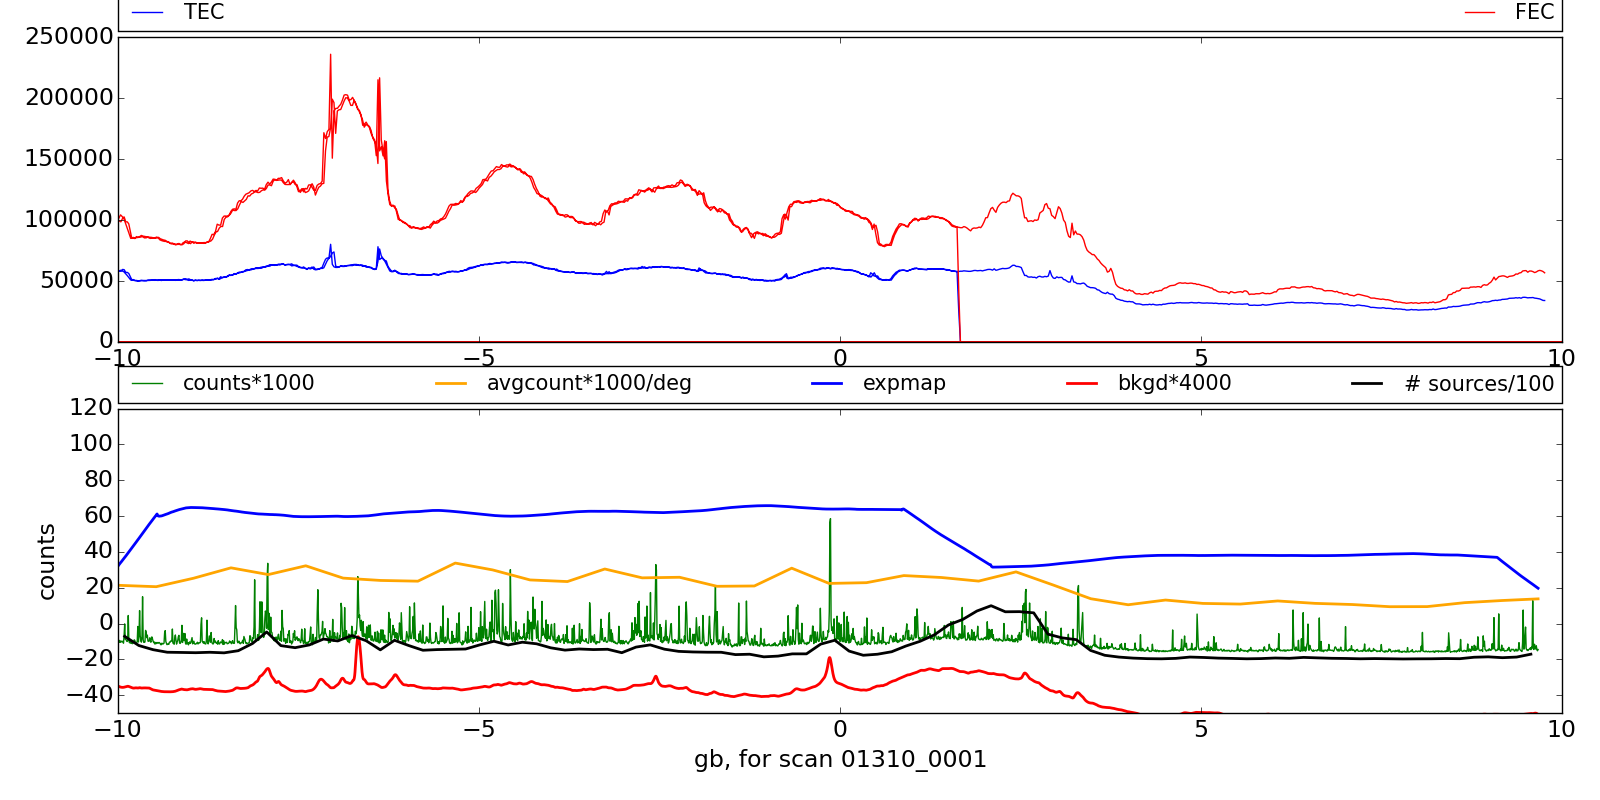 TEC FEC
250000
200000
150000
100000
50000
0
−10 −5 0 5 10
counts*1000 avgcount*1000/deg expmap bkgd*4000 # sources/100
120
100
80
60
40
20
0
−20
−40
counts
−10 −5 0 5 10
gb, for scan 01310_0001